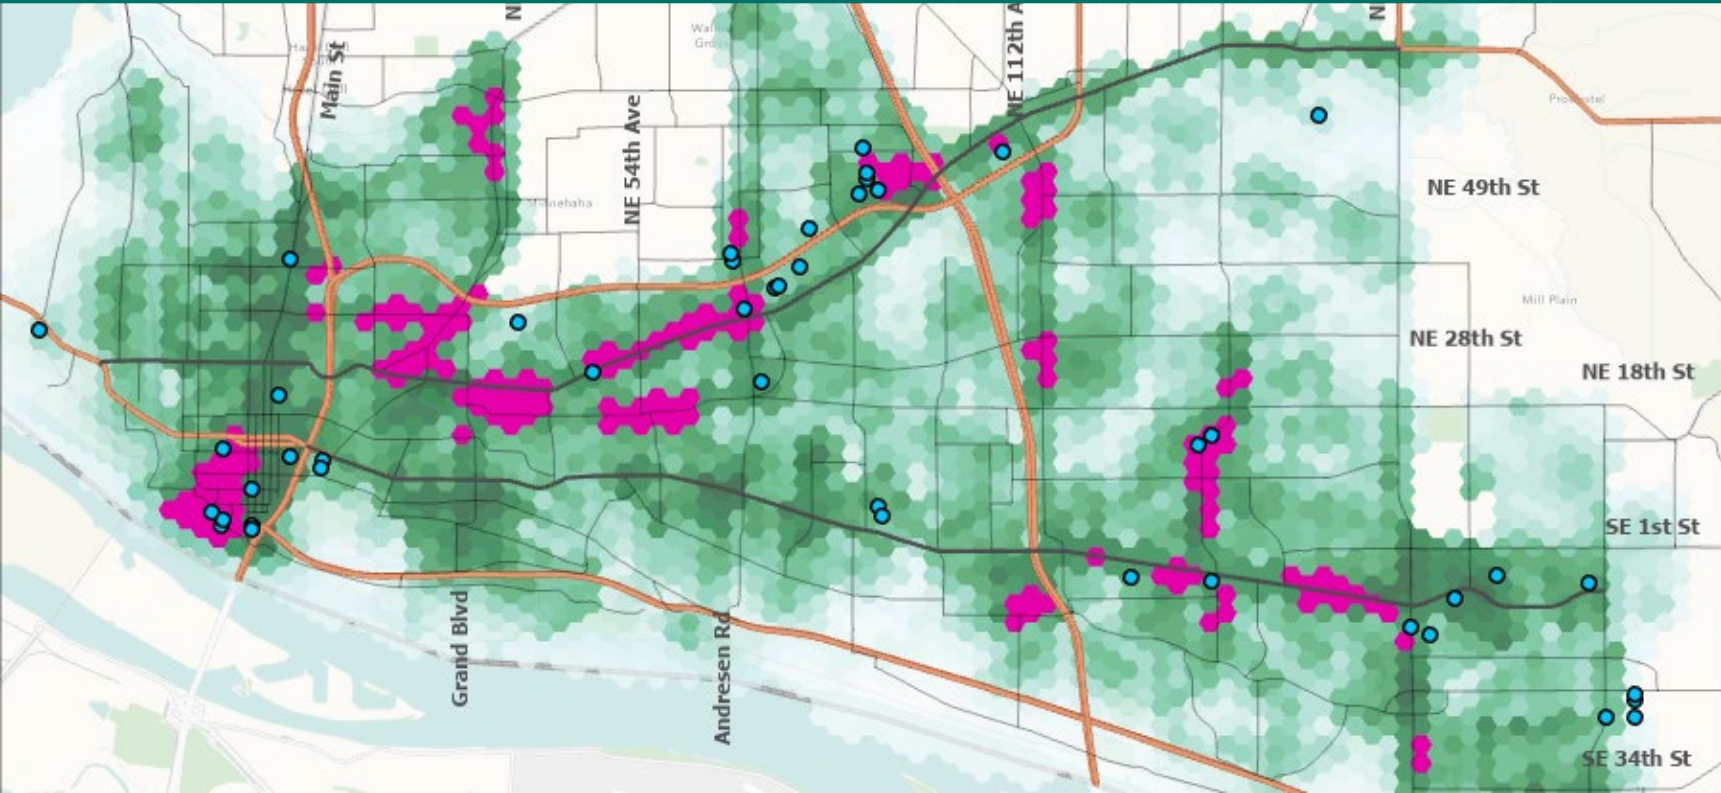 Main St
NE 54th Ave
NE 112th A
N
N
NE 49th St
Minnehaha
Proebstel
Mill Plain
NE 28th St
NE 18th St
SE 1st St
SE 34th St
Grand Blvd
Andresen Rd